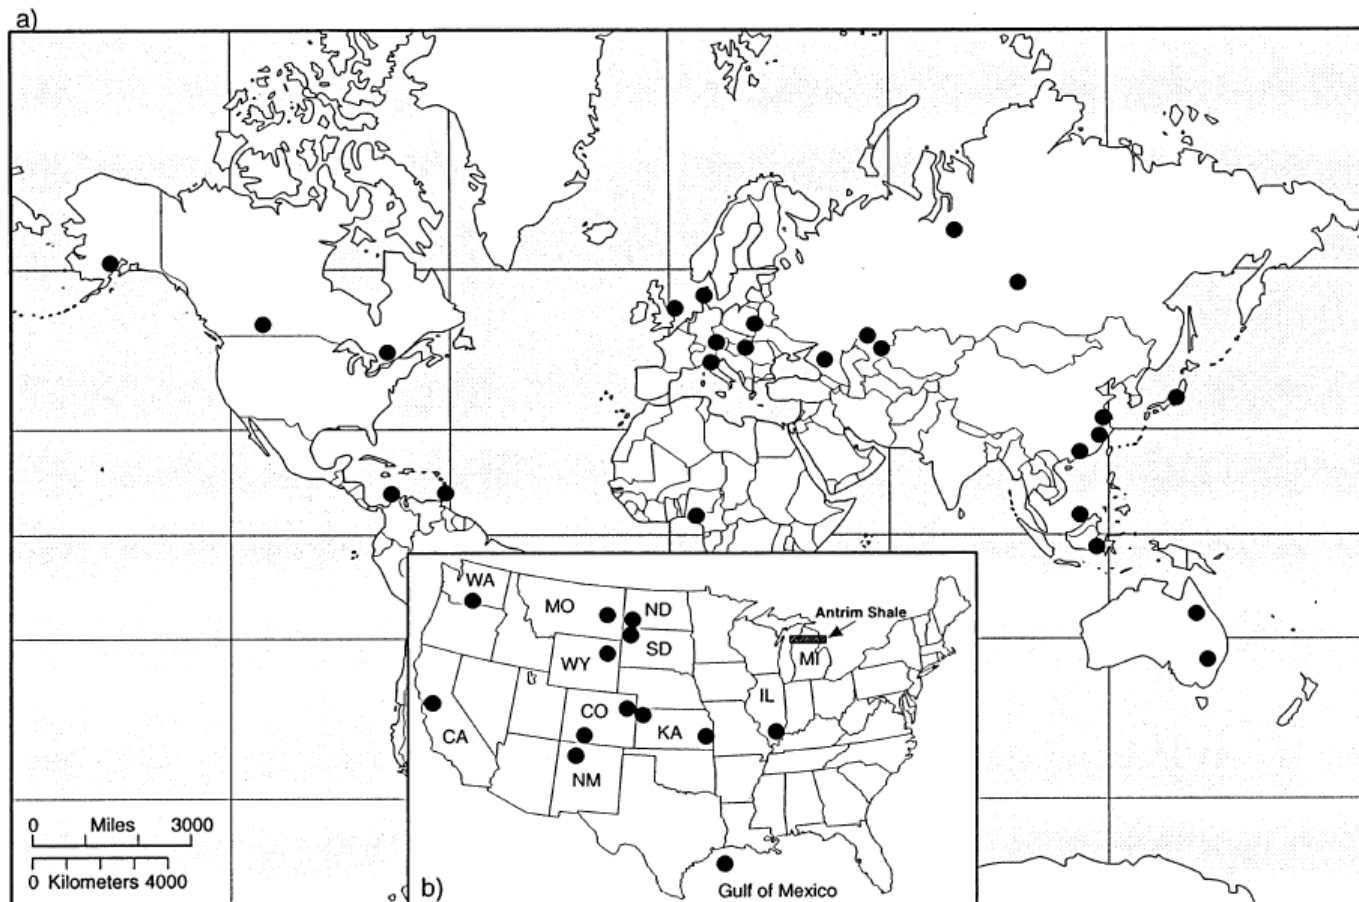 a)
WA
MO
ND
Antrim Shale
SD
WY
MI
IL
CO
KA
CA
NM
0 Miles 3000
0 Kilometers 4000
b)
Gulf of Mexico